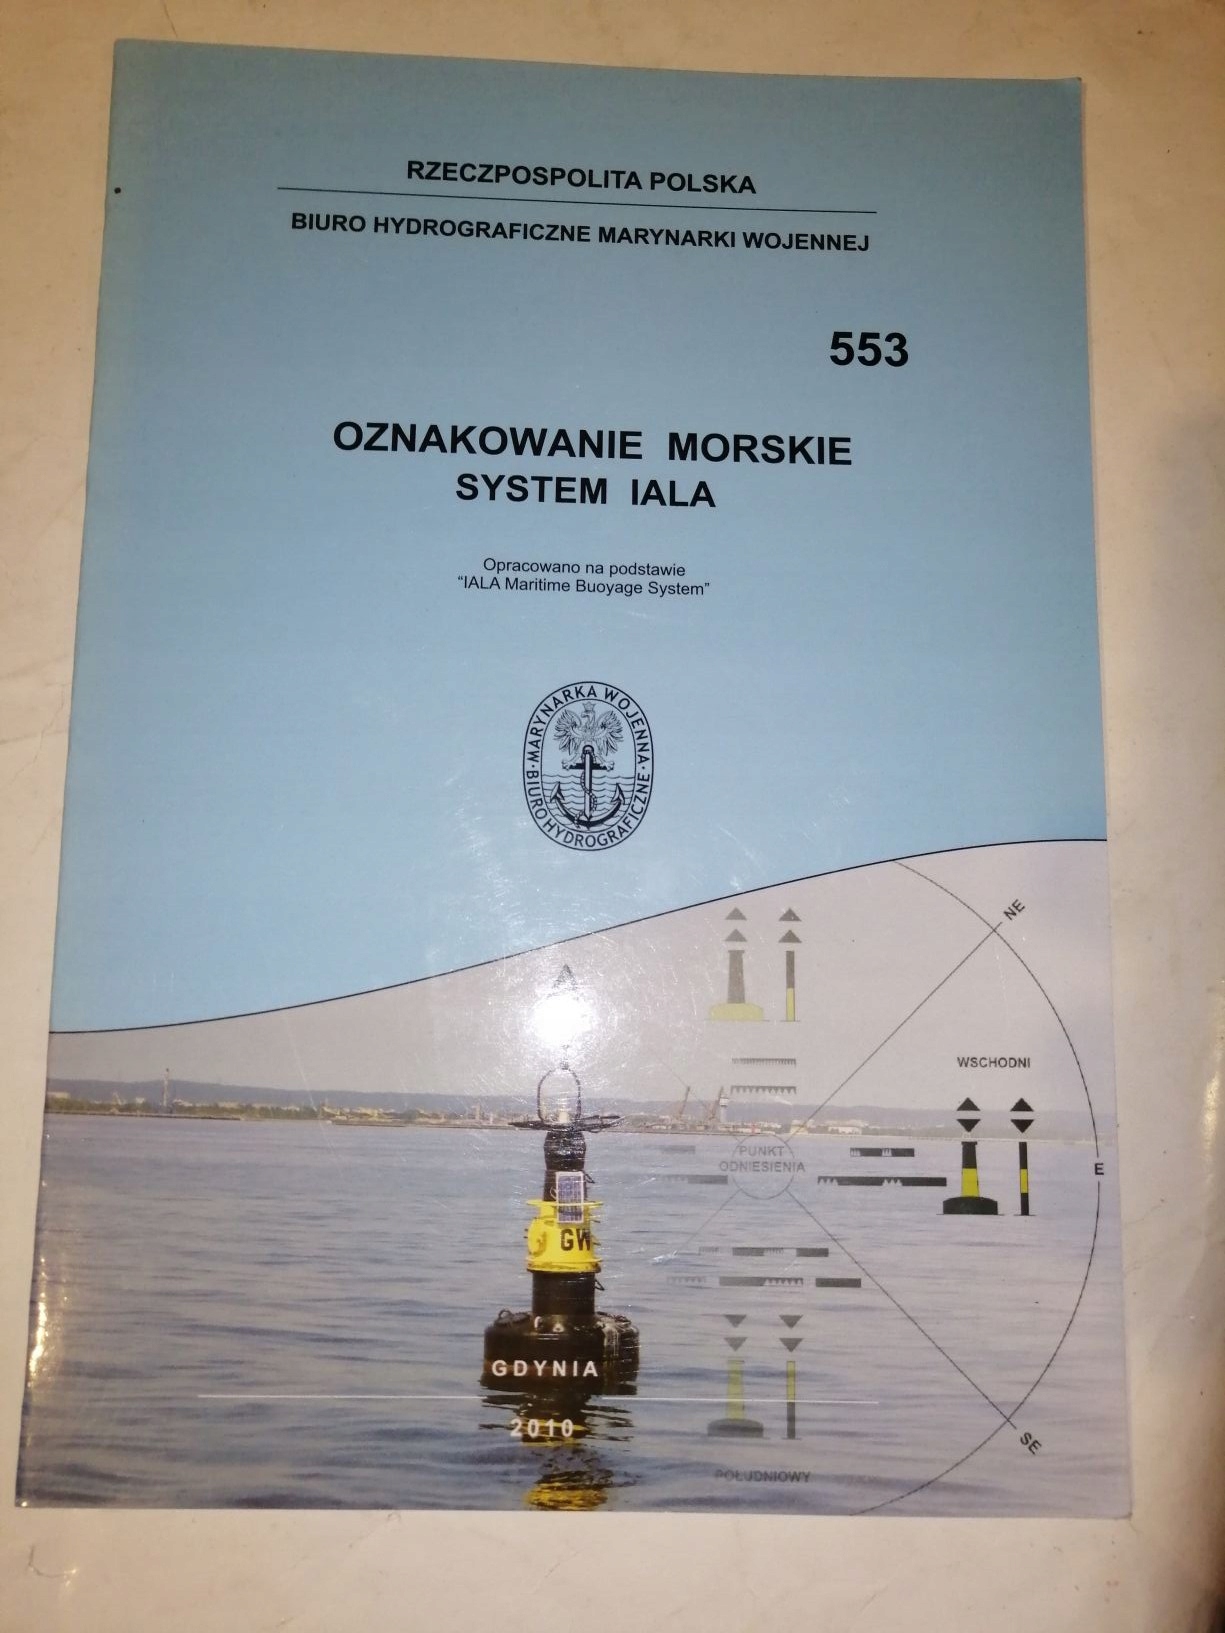 RZECZPOSPOLITA POLSKA
BIURO HYDROGRAFICZNE MARYNARKI WOJENNEJ
553
OZNAKOWANIE MORSKIE
SYSTEM IALA
Opracowano na podstawie
“IALA Maritime Buoyage System”
MARYNARKA WOJENNA
BIURO HYDROGRAFICZNE
NE
WSCHODNI
PUNKT
ODNIESIENIA
E
GW
GDYNIA
2010
SE
POŁUDNIOWY